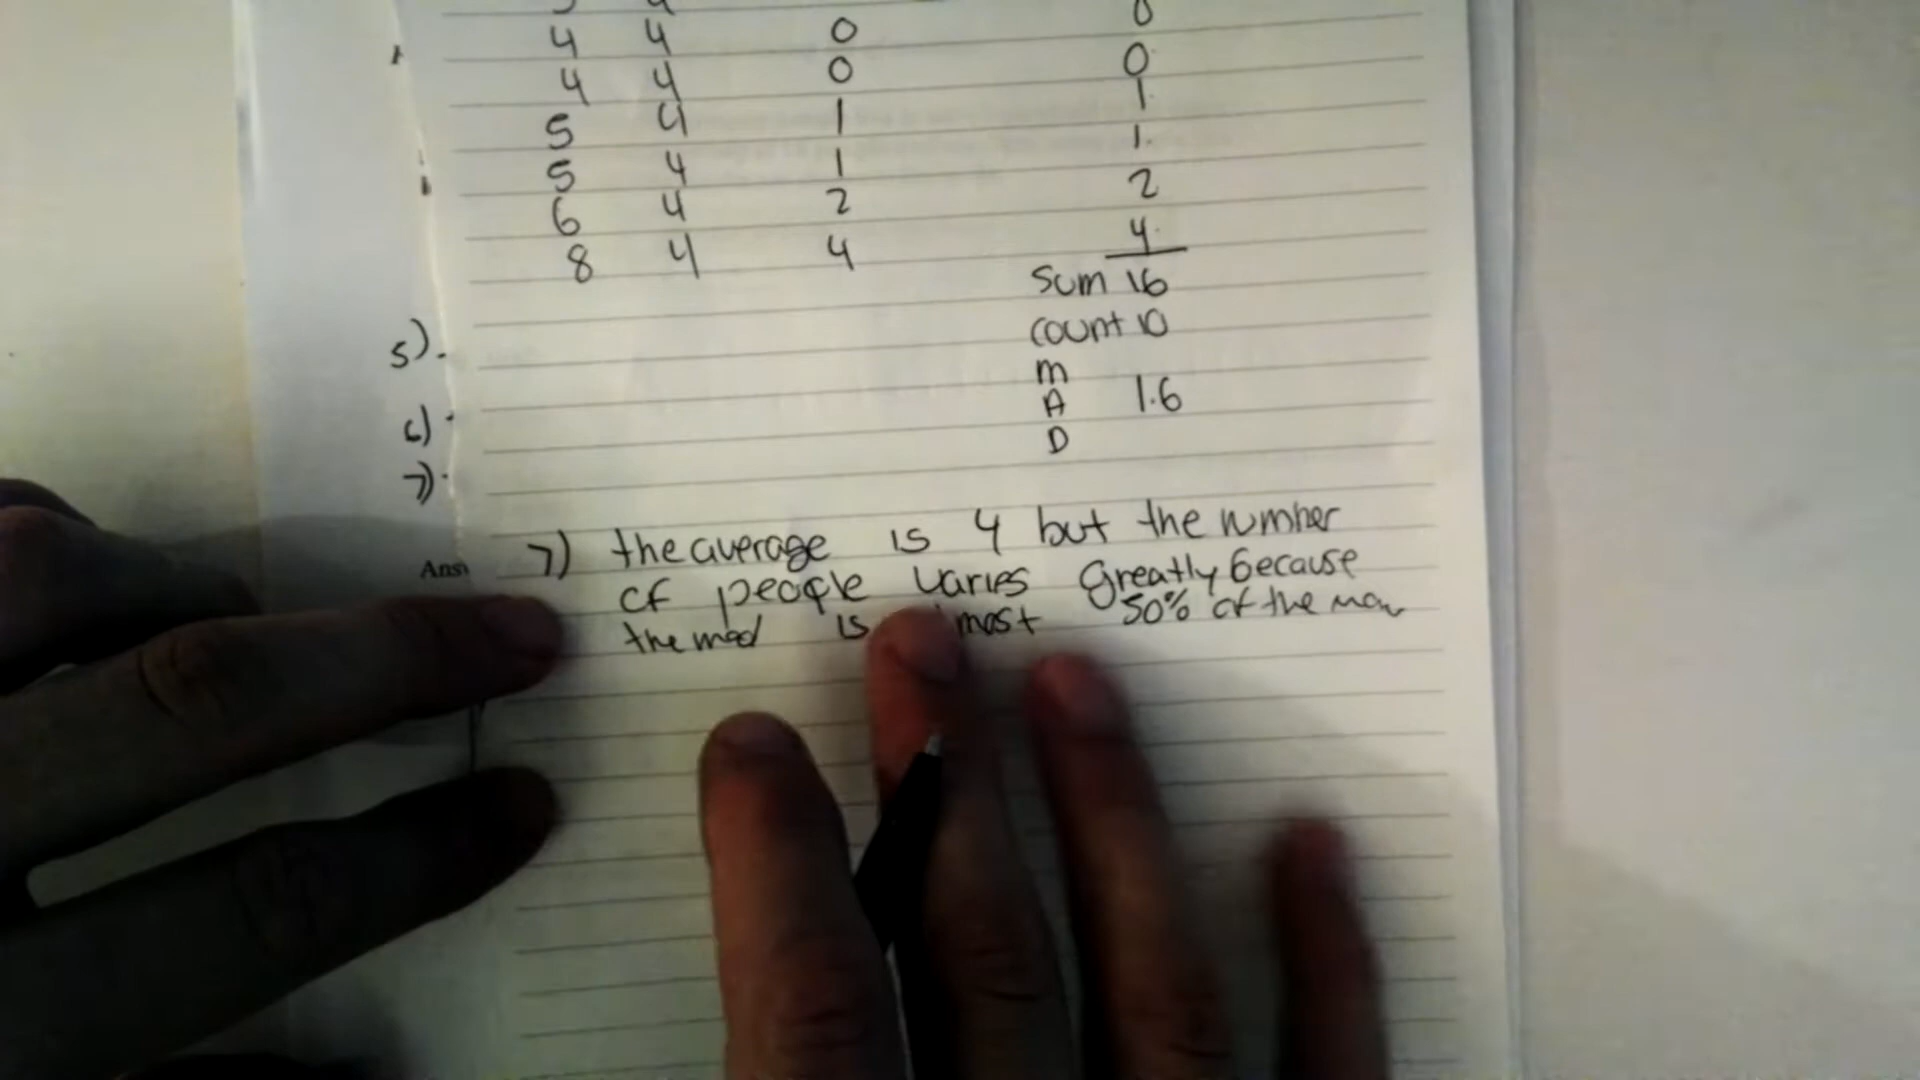 4 4 0 0
4 4 0 0
5 4 1 1
5 4 1 1.
6 4 2 2
8 4 4 4.
Sum 16
Count 10
5).
m
A 1.6
6)
D
7)
7) the average is 4 but the number
Ans
of people varies Greatly because
the mad is most 50% of the